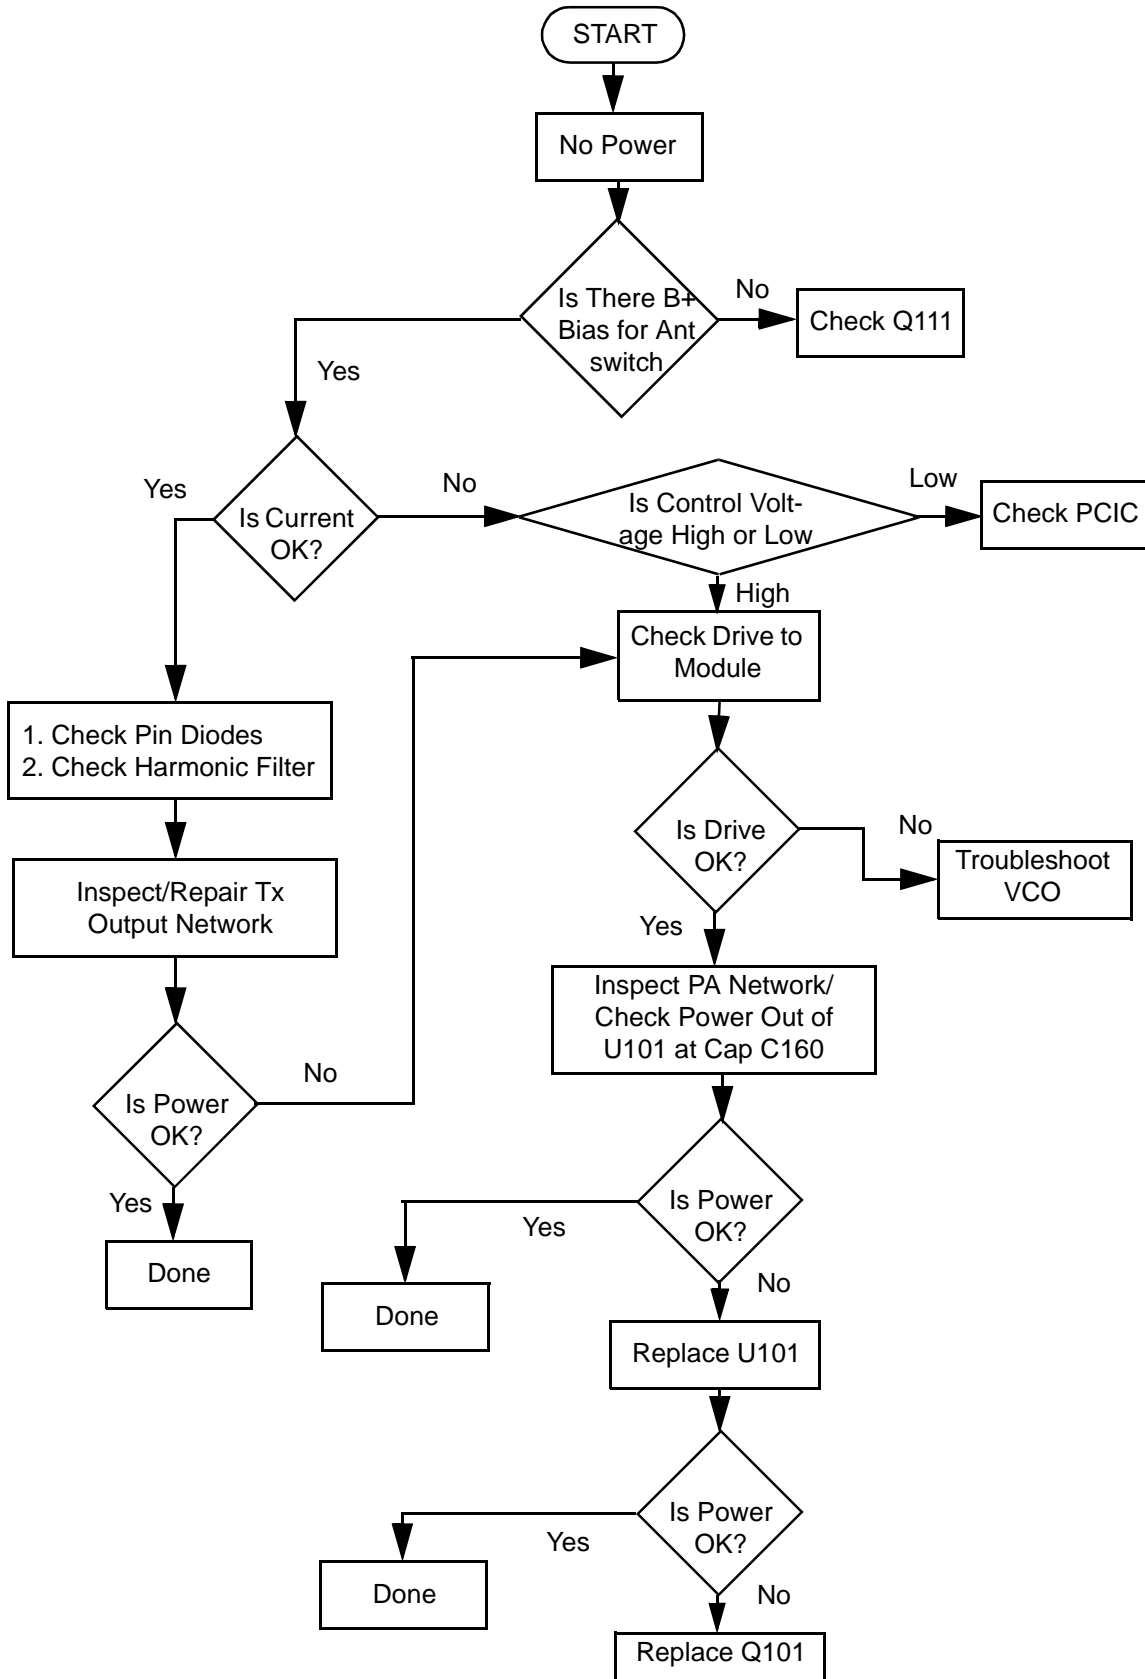 START
No Power
Is There B+
Bias for Ant
switch
No
Check Q111
Yes
Is Current
OK?
Yes
No
Is Control Volt-
age High or Low
Low
Check PCIC
High
Check Drive to
Module
1. Check Pin Diodes
2. Check Harmonic Filter
Is Drive
OK?
No
Troubleshoot
VCO
Inspect/Repair Tx
Output Network
Yes
Inspect PA Network/
Check Power Out of
U101 at Cap C160
Is Power
OK?
No
Yes
Done
Is Power
OK?
Yes
Done
No
Replace U101
Is Power
OK?
Yes
Done
No
Replace Q101